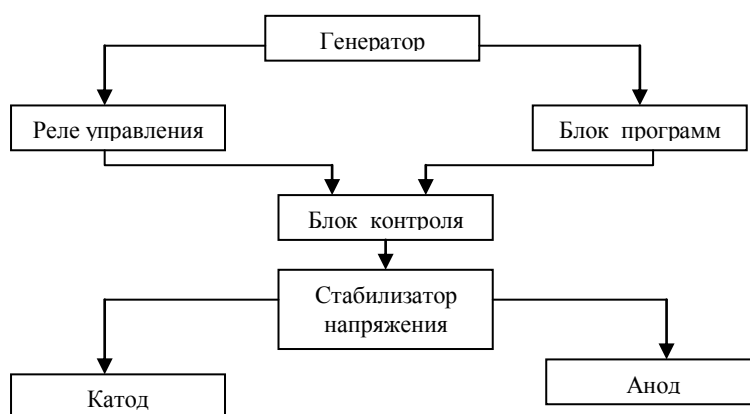 Генератор
Реле управления
Блок программ
Блок контроля
Стабилизатор
напряжения
Катод
Анод